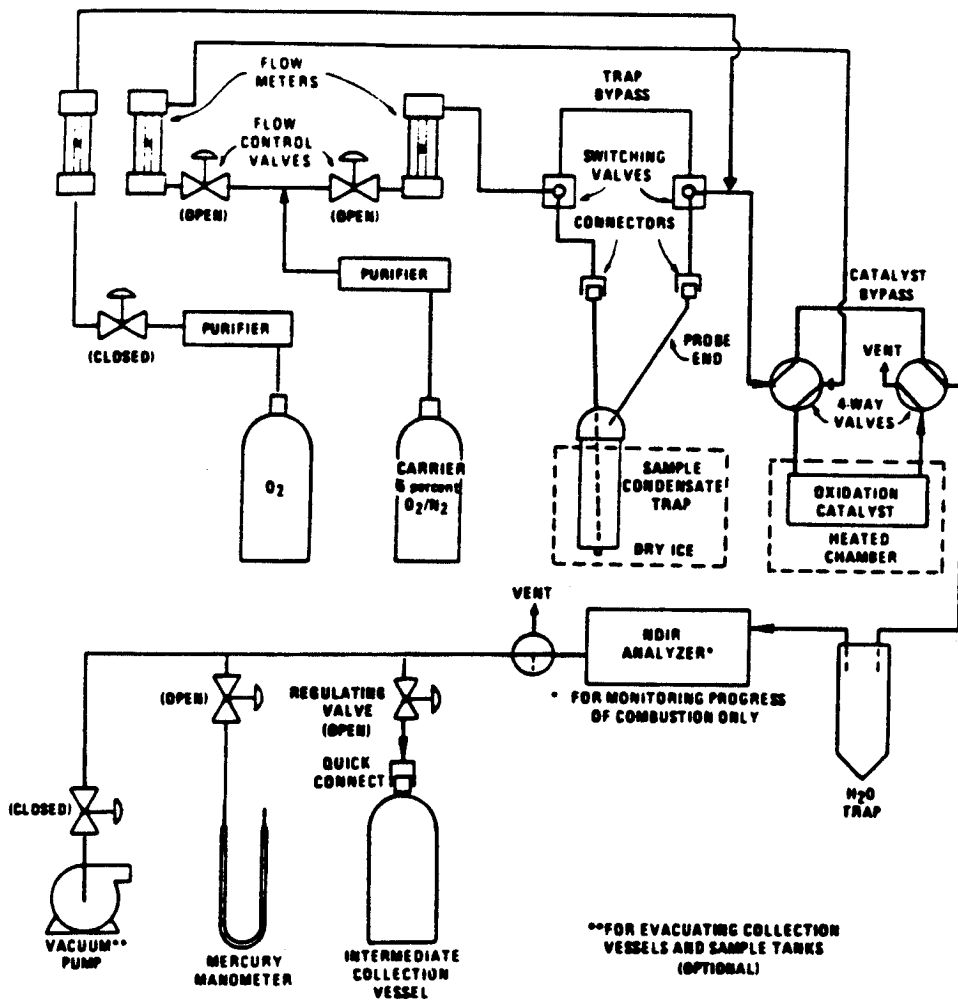 FLOW
METERS
FLOW
CONTROL
VALVES
(OPEN)
(OPEN)
TRAP
BYPASS
SWITCHING
VALVES
CONNECTORS
PURIFIER
PURIFIER
(CLOSED)
PROBE
END
CATALYST
BYPASS
VENT
4-WAY
VALVES
O2
CARRIER
5 percent
O2/N2
SAMPLE
CONDENSATE
TRAP
DRY ICE
OXIDATION
CATALYST
HEATED
CHAMBER
VENT
NDIR
ANALYZER*
* FOR MONITORING PROGRESS
OF COMBUSTION ONLY
H2O
TRAP
(OPEN)
REGULATING
VALVE
(OPEN)
QUICK
CONNECT
(CLOSED)
VACUUM**
PUMP
MERCURY
MANOMETER
INTERMEDIATE
COLLECTION
VESSEL
**FOR EVACUATING COLLECTION
VESSELS AND SAMPLE TANKS
(OPTIONAL)